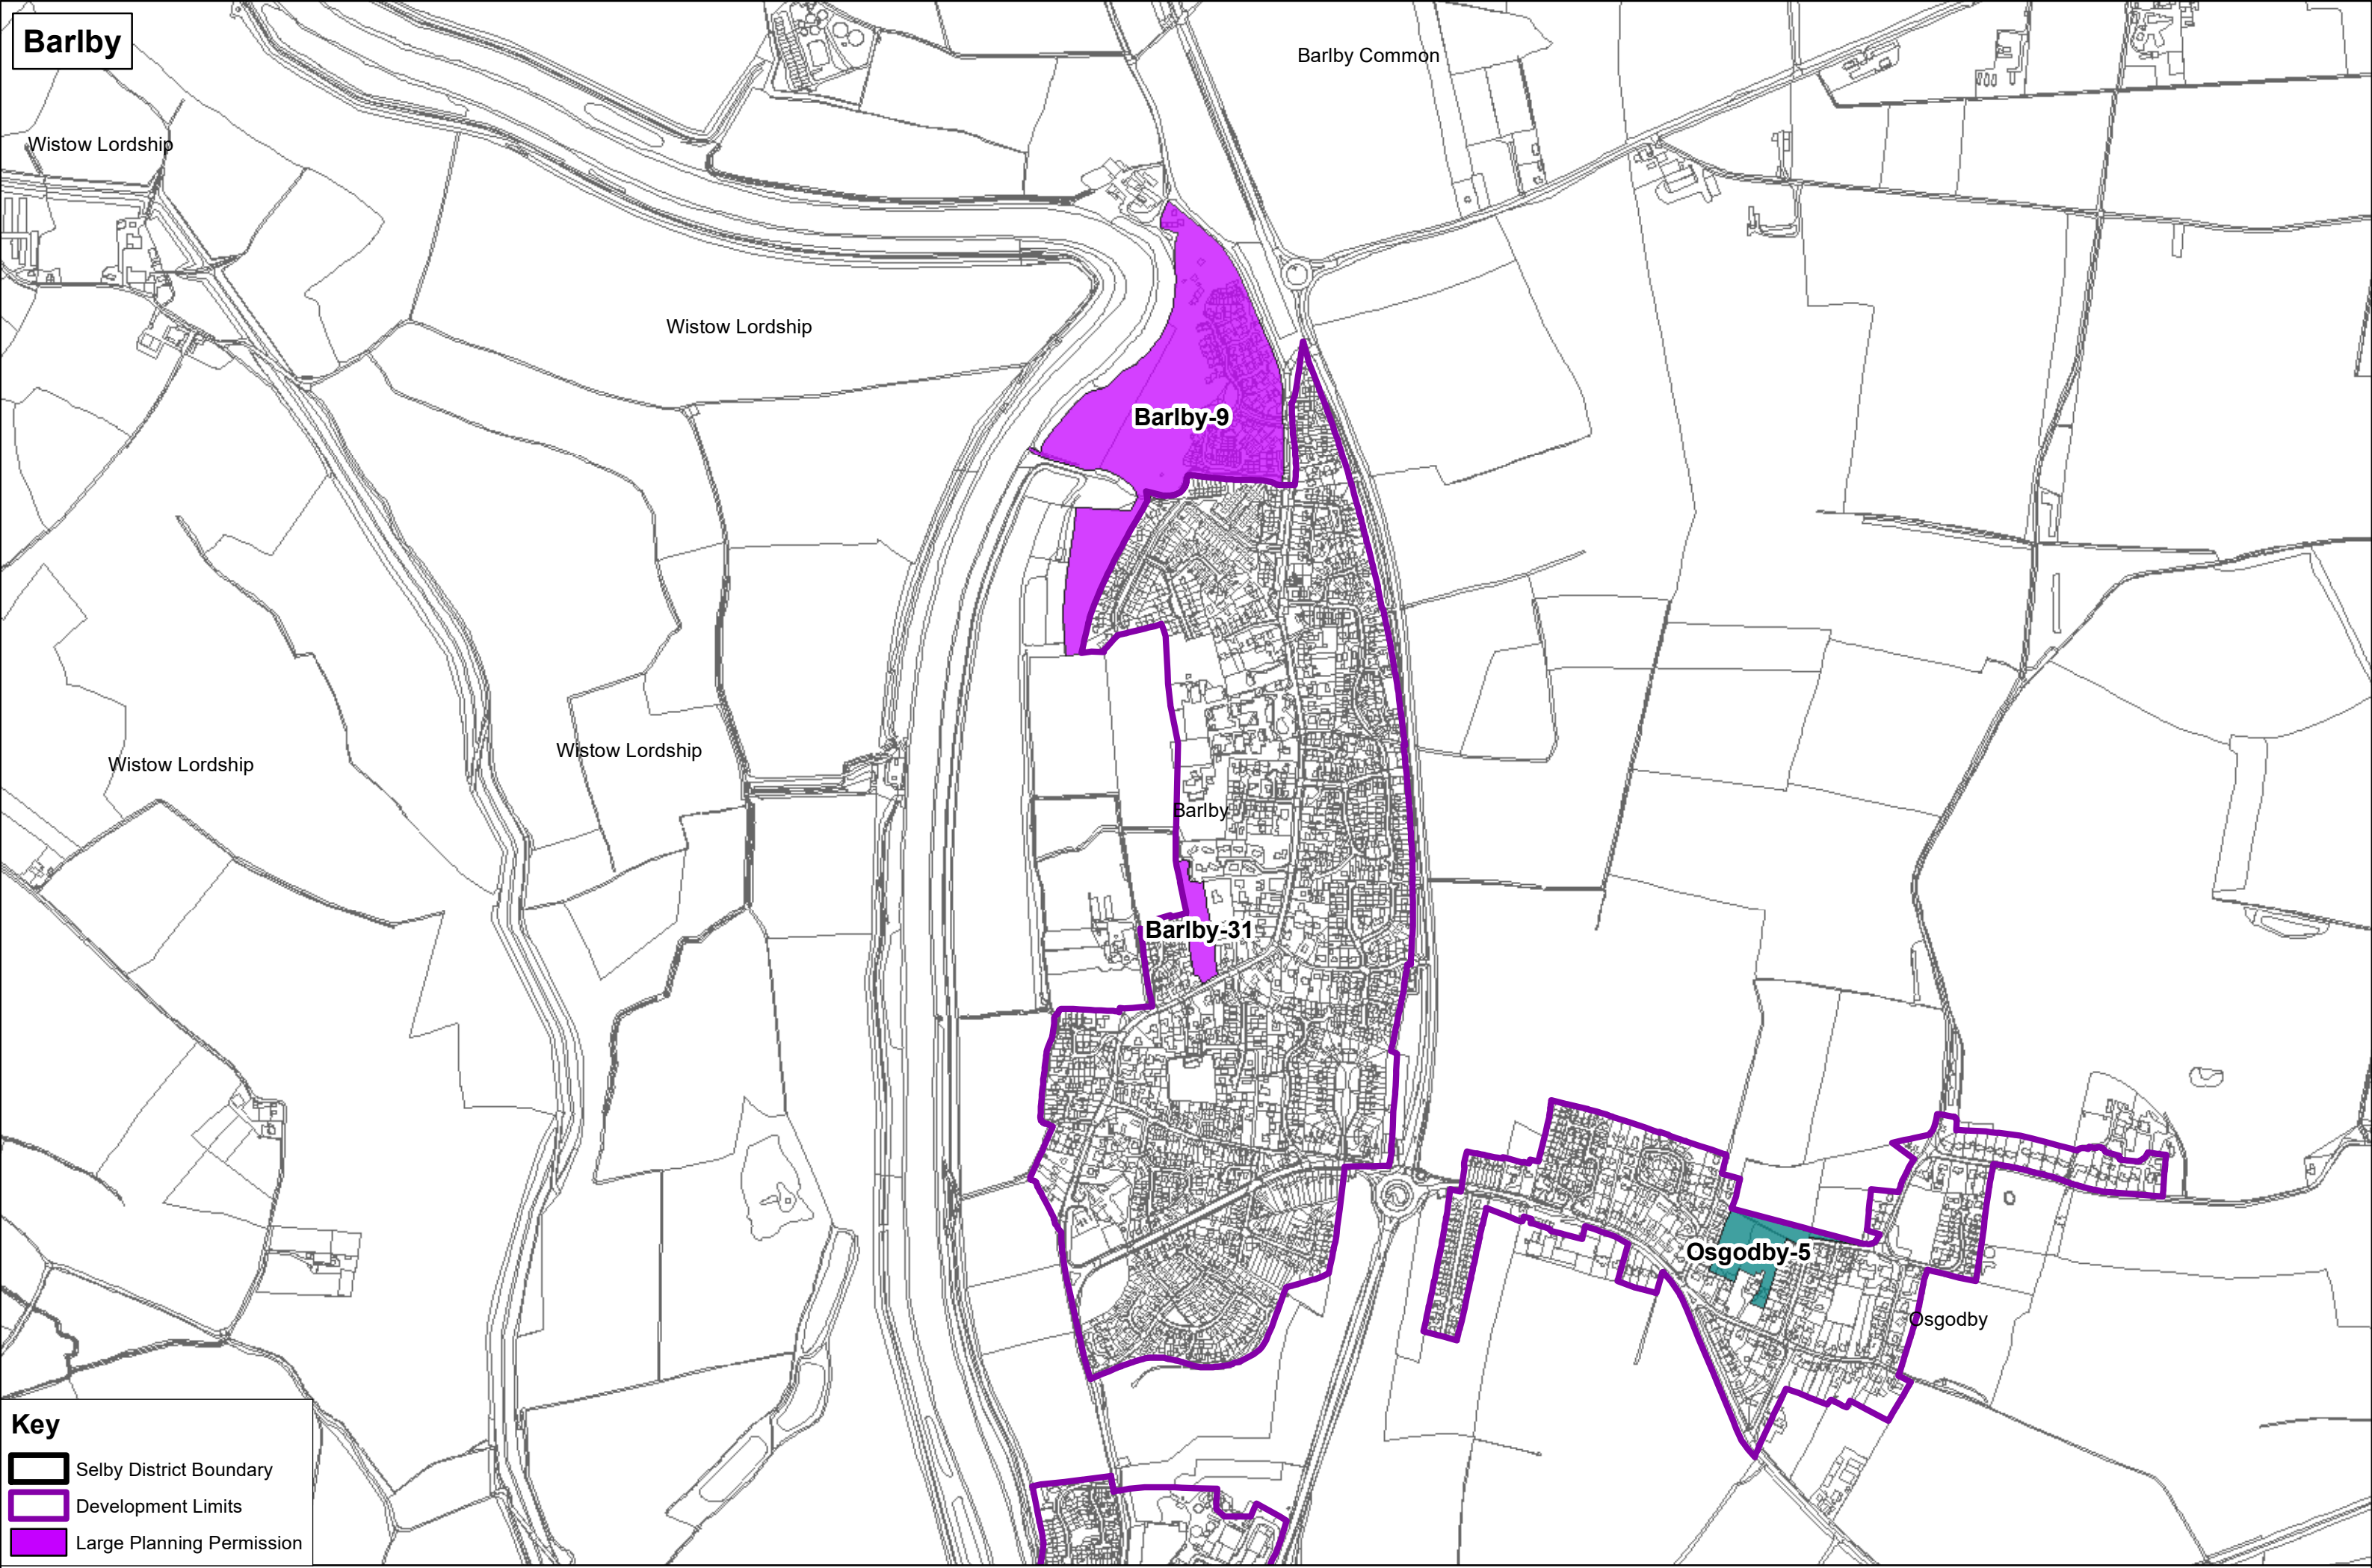 Barlby
Barlby Common
Wistow Lordship
Wistow Lordship
Barlby-9
Wistow Lordship
Wistow Lordship
Barlby
Barlby-31
Osgodby-5
Osgodby
Key
Selby District Boundary
Development Limits
Large Planning Permission